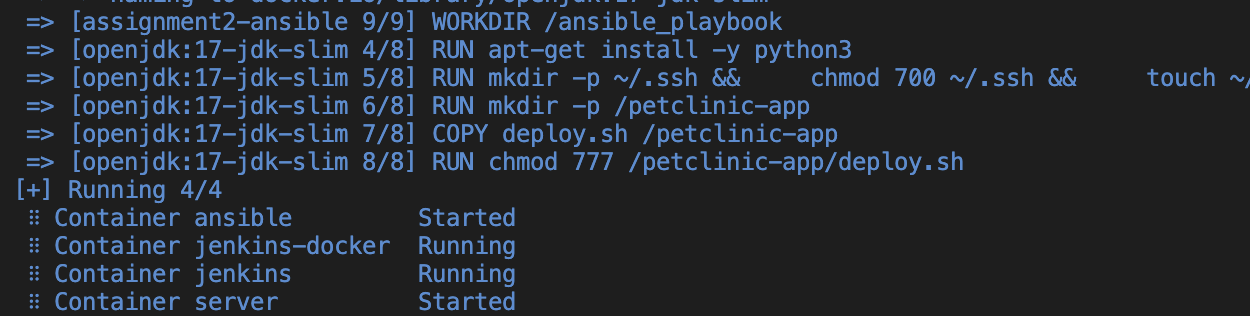 => [assignment2-ansible 9/9] WORKDIR /ansible_playbook
=> [openjdk:17-jdk-slim 4/8] RUN apt-get install -y python3
=> [openjdk:17-jdk-slim 5/8] RUN mkdir -p ~/.ssh && chmod 700 ~/.ssh && touch ~/
=> [openjdk:17-jdk-slim 6/8] RUN mkdir -p /petclinic-app
=> [openjdk:17-jdk-slim 7/8] COPY deploy.sh /petclinic-app
=> [openjdk:17-jdk-slim 8/8] RUN chmod 777 /petclinic-app/deploy.sh
[+] Running 4/4
⠿ Container ansible Started
⠿ Container jenkins-docker Running
⠿ Container jenkins Running
⠿ Container server Started